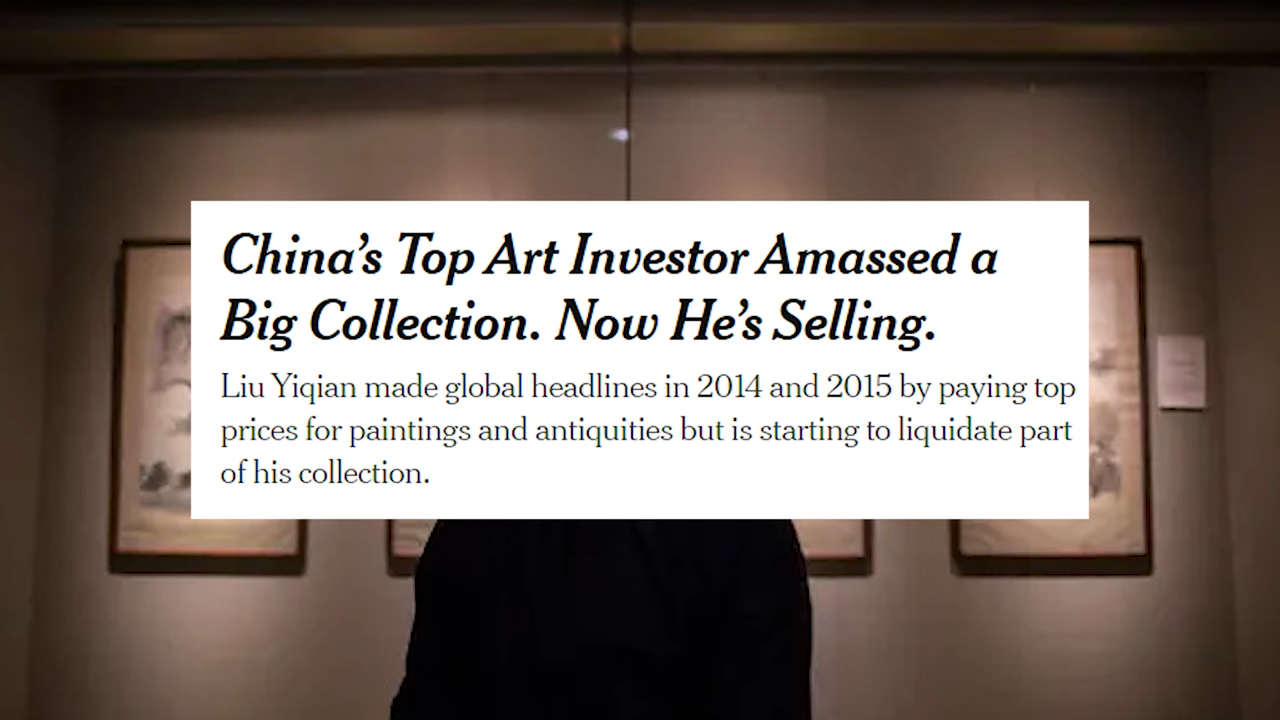 China’s Top Art Investor Amassed a
Big Collection. Now He’s Selling.
Liu Yiqian made global headlines in 2014 and 2015 by paying top
prices for paintings and antiquities but is starting to liquidate part
of his collection.